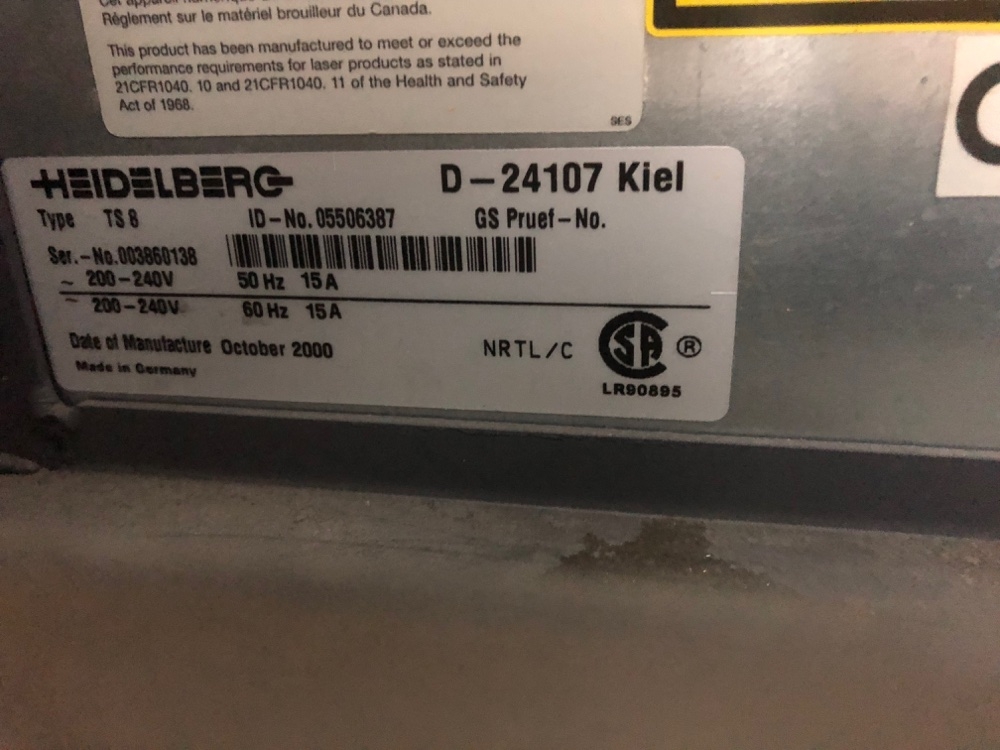 Règlement sur le matériel brouilleur du Canada.
This product has been manufactured to meet or exceed the
performance requirements for laser products as stated in
21CFR1040. 10 and 21CFR1040. 11 of the Health and Safety
Act of 1968.
SES
HEIDELBERG D-24107 Kiel
Type TS 8 ID-No. 05506387 GS Pruef-No.
Ser.-No.003860138
~ 200-240V 50 Hz 15 A
~ 200-240V 60 Hz 15 A
Date of Manufacture October 2000 NRTL/C SA ®
Made in Germany LR90895